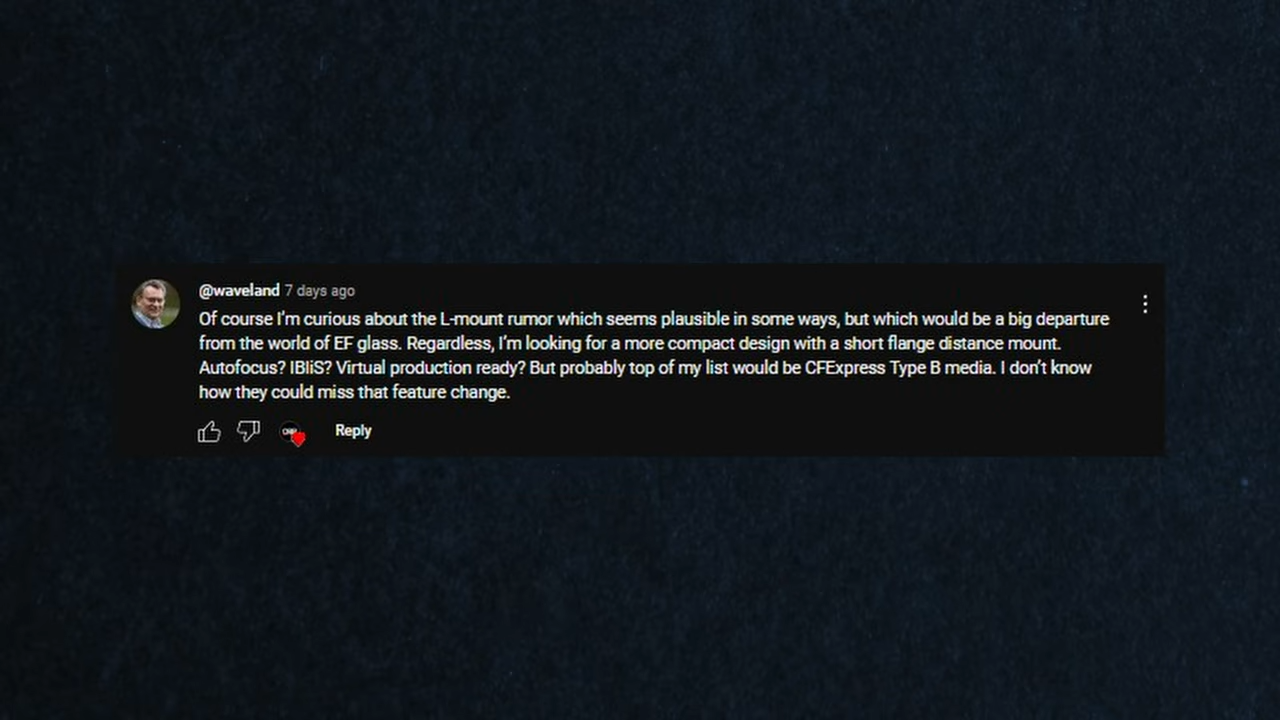 @waveland 7 days ago
Of course I'm curious about the L-mount rumor which seems plausible in some ways, but which would be a big departure
from the world of EF glass. Regardless, I'm looking for a more compact design with a short flange distance mount.
Autofocus? IBIiS? Virtual production ready? But probably top of my list would be CFExpress Type B media. I don't know
how they could miss that feature change.
Reply